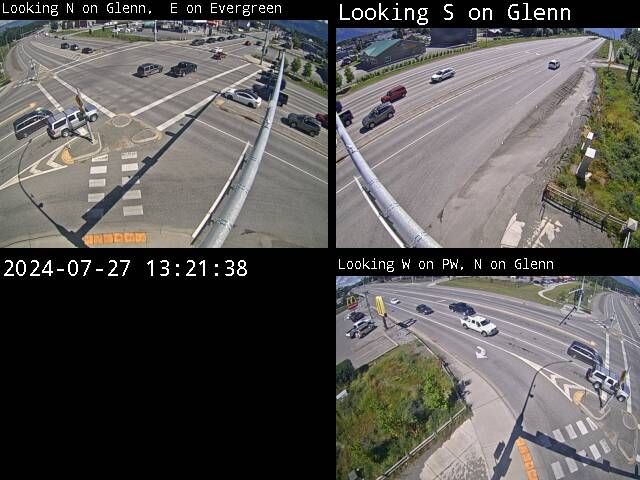 Looking N on Glenn,  E on Evergreen
Looking S on Glenn
2024-07-27 13:21:38
Looking W on PW, N on Glenn